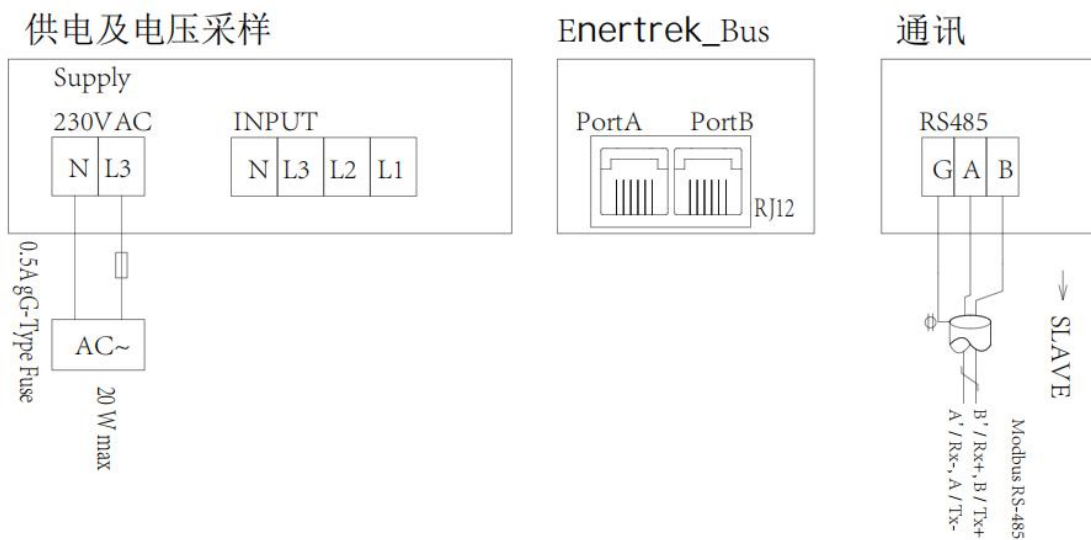 供电及电压采样
Supply
230VAC
N L3
INPUT
N L3 L2 L1
0.5A gG-Type Fuse
AC~
20 W max
Enertrek_Bus
PortA PortB
RJ12
通讯
RS485
G A B
→ SLAVE
Modbus RS-485
B' / Rx+, B / Tx+
A' / Rx-, A / Tx-